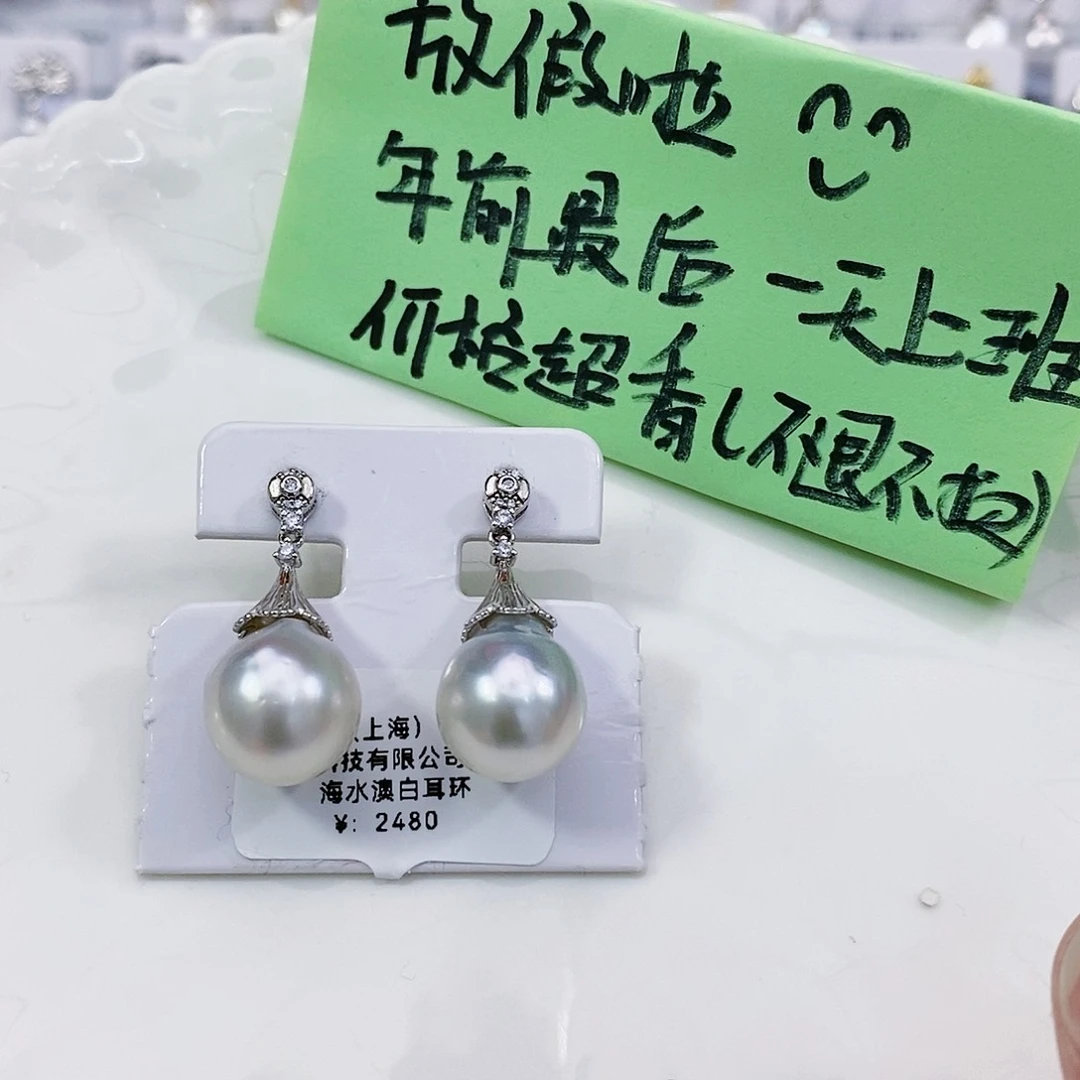 放假啦
年前最后一天上班
价格超香(不退不换)
(上海)
技有限公司
海水澳白耳环
¥: 2480